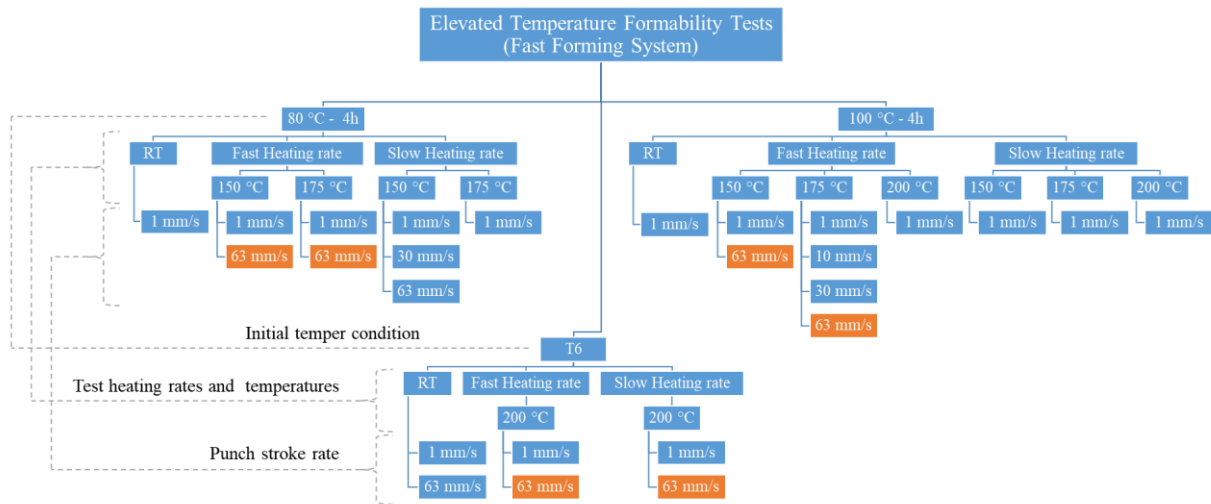 Elevated Temperature Formability Tests
(Fast Forming System)
80 °C - 4h
100 °C - 4h
RT
Fast Heating rate
Slow Heating rate
RT
Fast Heating rate
Slow Heating rate
150 °C
175 °C
150 °C
175 °C
150 °C
175 °C
200 °C
150 °C
175 °C
200 °C
1 mm/s
1 mm/s
1 mm/s
1 mm/s
1 mm/s
1 mm/s
1 mm/s
1 mm/s
1 mm/s
1 mm/s
1 mm/s
1 mm/s
63 mm/s
63 mm/s
30 mm/s
63 mm/s
10 mm/s
63 mm/s
30 mm/s
63 mm/s
Initial temper condition
T6
Test heating rates and temperatures
RT
Fast Heating rate
Slow Heating rate
200 °C
200 °C
Punch stroke rate
1 mm/s
1 mm/s
1 mm/s
63 mm/s
63 mm/s
63 mm/s